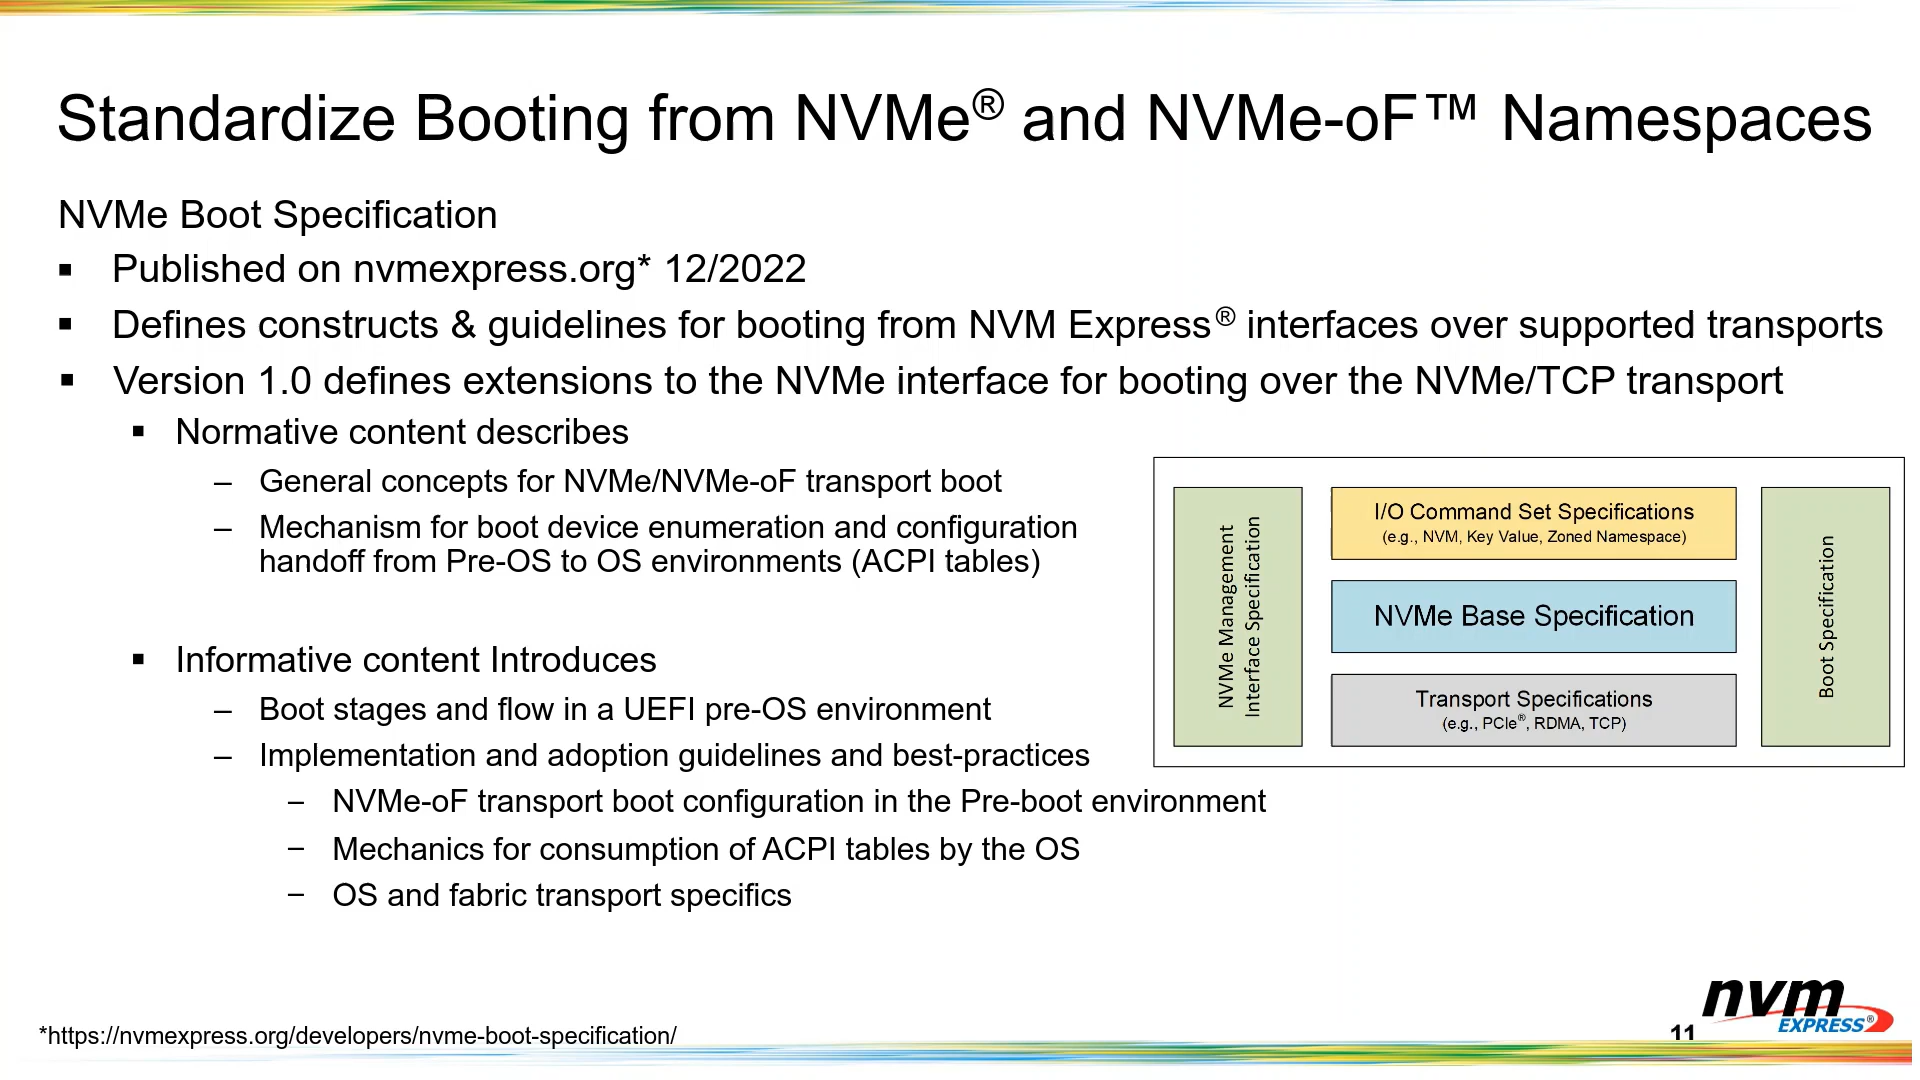 Standardize Booting from NVMe® and NVMe-oF™ Namespaces
NVMe Boot Specification
▪ Published on nvmexpress.org* 12/2022
▪ Defines constructs & guidelines for booting from NVM Express® interfaces over supported transports
▪ Version 1.0 defines extensions to the NVMe interface for booting over the NVMe/TCP transport
▪ Normative content describes
– General concepts for NVMe/NVMe-oF transport boot
– Mechanism for boot device enumeration and configuration
handoff from Pre-OS to OS environments (ACPI tables)
▪ Informative content Introduces
– Boot stages and flow in a UEFI pre-OS environment
– Implementation and adoption guidelines and best-practices
– NVMe-oF transport boot configuration in the Pre-boot environment
– Mechanics for consumption of ACPI tables by the OS
– OS and fabric transport specifics
NVMe Management
Interface Specification
I/O Command Set Specifications
(e.g., NVM, Key Value, Zoned Namespace)
NVMe Base Specification
Transport Specifications
(e.g., PCIe®, RDMA, TCP)
Boot Specification
*https://nvmexpress.org/developers/nvme-boot-specification/
11
nvm
EXPRESS®